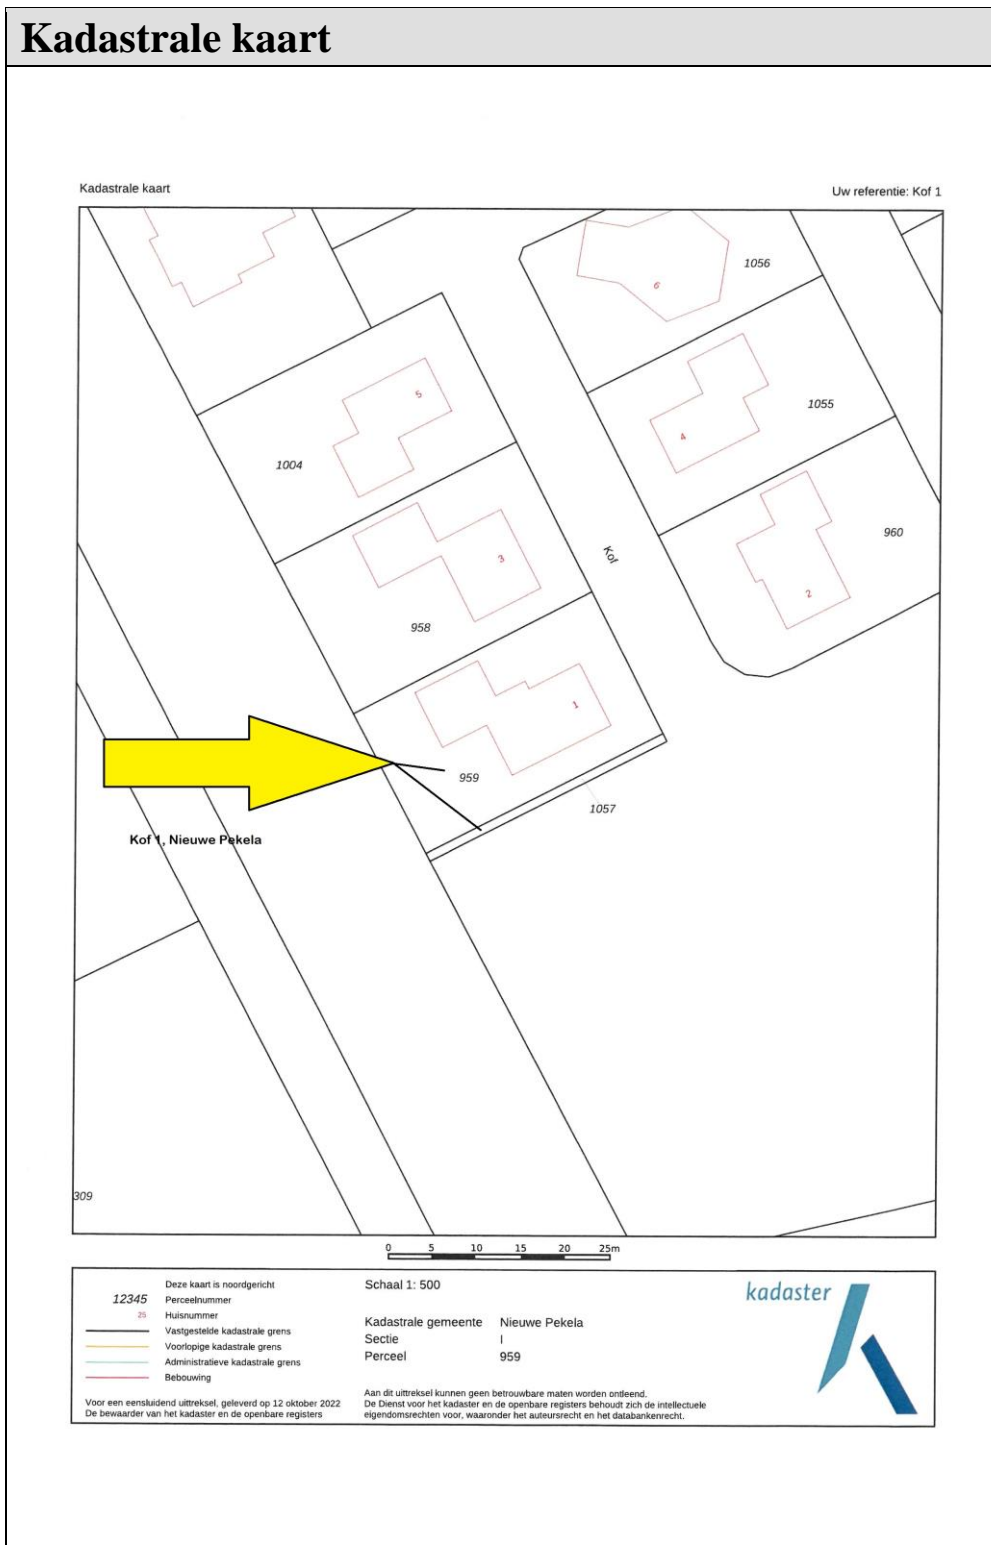 Kadastrale kaart
Kadastrale kaart
Uw referentie: Kof 1
1056
6
1055
5
4
1004
960
Kof
3
2
958
1
959
1057
Kof 1, Nieuwe Pekela
309
0 5 10 15 20 25m
Deze kaart is noordgericht
12345 Perceelnummer
25 Huisnummer
Vastgestelde kadastrale grens
Voorlopige kadastrale grens
Administratieve kadastrale grens
Bebouwing
Voor een eensluidend uittreksel, geleverd op 12 oktober 2022
De bewaarder van het kadaster en de openbare registers
Schaal 1: 500
Kadastrale gemeente Nieuwe Pekela
Sectie I
Perceel 959
Aan dit uittreksel kunnen geen betrouwbare maten worden ontleend.
De Dienst voor het kadaster en de openbare registers behoudt zich de intellectuele
eigendomsrechten voor, waaronder het auteursrecht en het databankenrecht.
kadaster